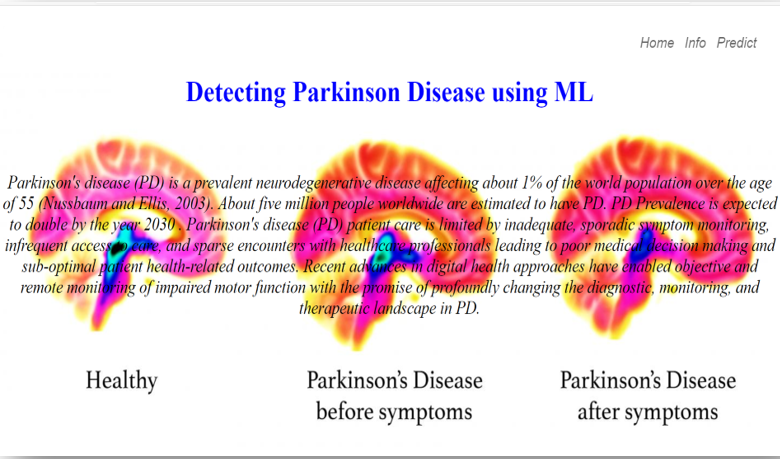 Home Info Predict
Detecting Parkinson Disease using ML
Parkinson's disease (PD) is a prevalent neurodegenerative disease affecting about 1% of the world population over the age
of 55 (Nussbaum and Ellis, 2003). About five million people worldwide are estimated to have PD. PD Prevalence is expected
to double by the year 2030 . Parkinson's disease (PD) patient care is limited by inadequate, sporadic symptom monitoring,
infrequent access to care, and sparse encounters with healthcare professionals leading to poor medical decision making and
sub-optimal patient health-related outcomes. Recent advances in digital health approaches have enabled objective and
remote monitoring of impaired motor function with the promise of profoundly changing the diagnostic, monitoring, and
therapeutic landscape in PD.
Healthy
Parkinson's Disease
before symptoms
Parkinson's Disease
after symptoms